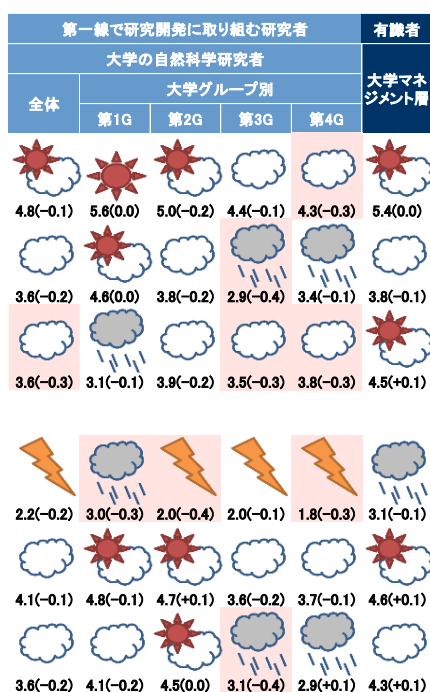 第一線で研究開発に取り組む研究者 有識者
大学の自然科学研究者 大学マネ
ジメント層
全体 大学グループ別
第1G 第2G 第3G 第4G
4.8(-0.1) 5.6(0.0) 5.0(-0.2) 4.4(-0.1) 4.3(-0.3) 5.4(0.0)
3.6(-0.2) 4.6(0.0) 3.8(-0.2) 2.9(-0.4) 3.4(-0.1) 3.8(-0.1)
3.6(-0.3) 3.1(-0.1) 3.9(-0.2) 3.5(-0.3) 3.8(-0.3) 4.5(+0.1)
2.2(-0.2) 3.0(-0.3) 2.0(-0.4) 2.0(-0.1) 1.8(-0.3) 3.1(-0.1)
4.1(-0.1) 4.8(-0.1) 4.7(+0.1) 3.6(-0.2) 3.7(-0.1) 4.6(+0.1)
3.6(-0.2) 4.1(-0.2) 4.5(0.0) 3.1(-0.4) 2.9(+0.1) 4.3(+0.1)